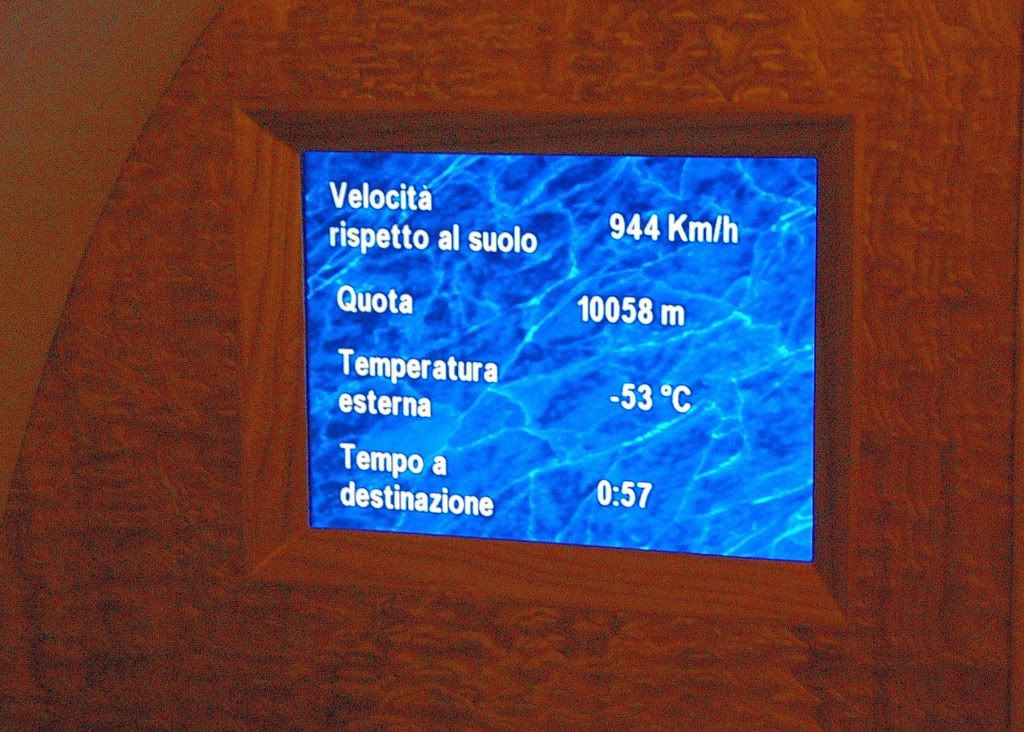 Velocità
rispetto al suolo 944 Km/h
Quota 10058 m
Temperatura
esterna -53 °C
Tempo a
destinazione 0:57